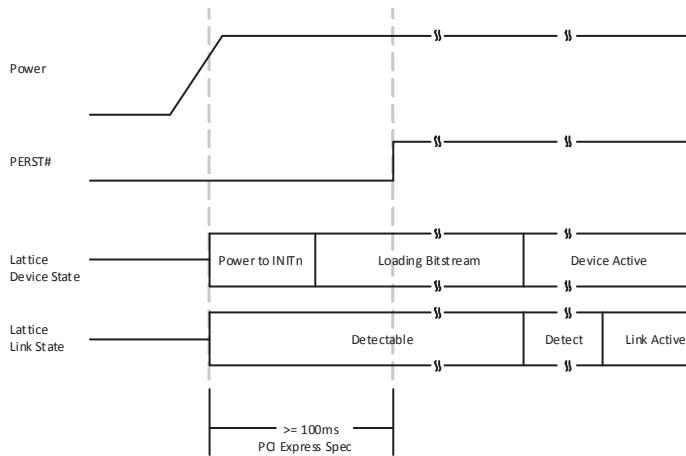 Power
PERST#
Lattice
Device State
Power to INITn
Loading Bitstream
Device Active
Lattice
Link State
Detectable
Detect
Link Active
>= 100ms
PCI Express Spec